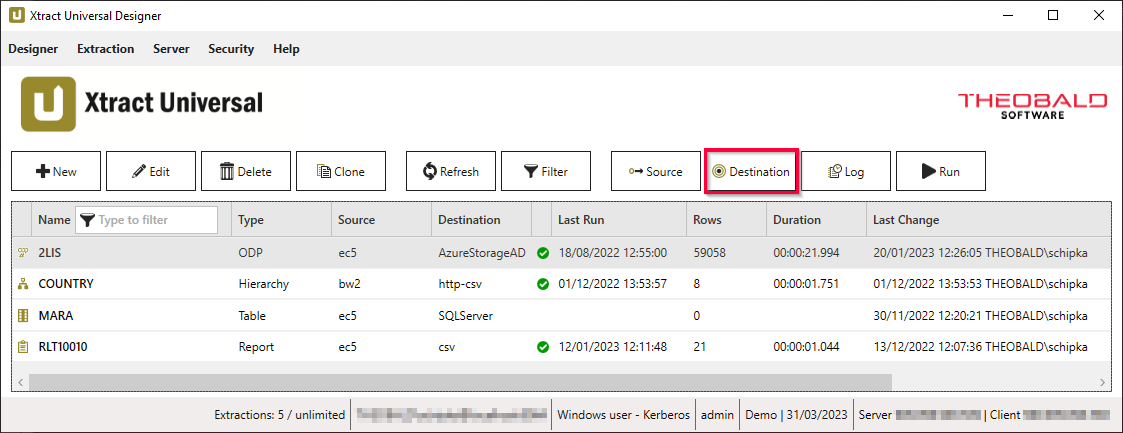 Xtract Universal Designer
Designer Extraction Server Security Help
Xtract Universal
THEOBALD
SOFTWARE
New Edit Delete Clone Refresh Filter Source Destination Log Run
Name Type to filter Type Source Destination Last Run Rows Duration Last Change
2LIS ODP ec5 AzureStorageAD 18/08/2022 12:55:00 59058 00:00:21.994 20/01/2023 12:26:05 THEOBALD\schipka
COUNTRY Hierarchy bw2 http-csv 01/12/2022 13:53:57 8 00:00:01.751 01/12/2022 13:53:53 THEOBALD\schipka
MARA Table ec5 SQLServer 0 30/11/2022 12:20:21 THEOBALD\schipka
RLT10010 Report ec5 csv 12/01/2023 12:11:48 21 00:00:01.044 13/12/2022 12:07:36 THEOBALD\schipka
Extractions: 5 / unlimited Windows user - Kerberos admin Demo | 31/03/2023 Server | Client